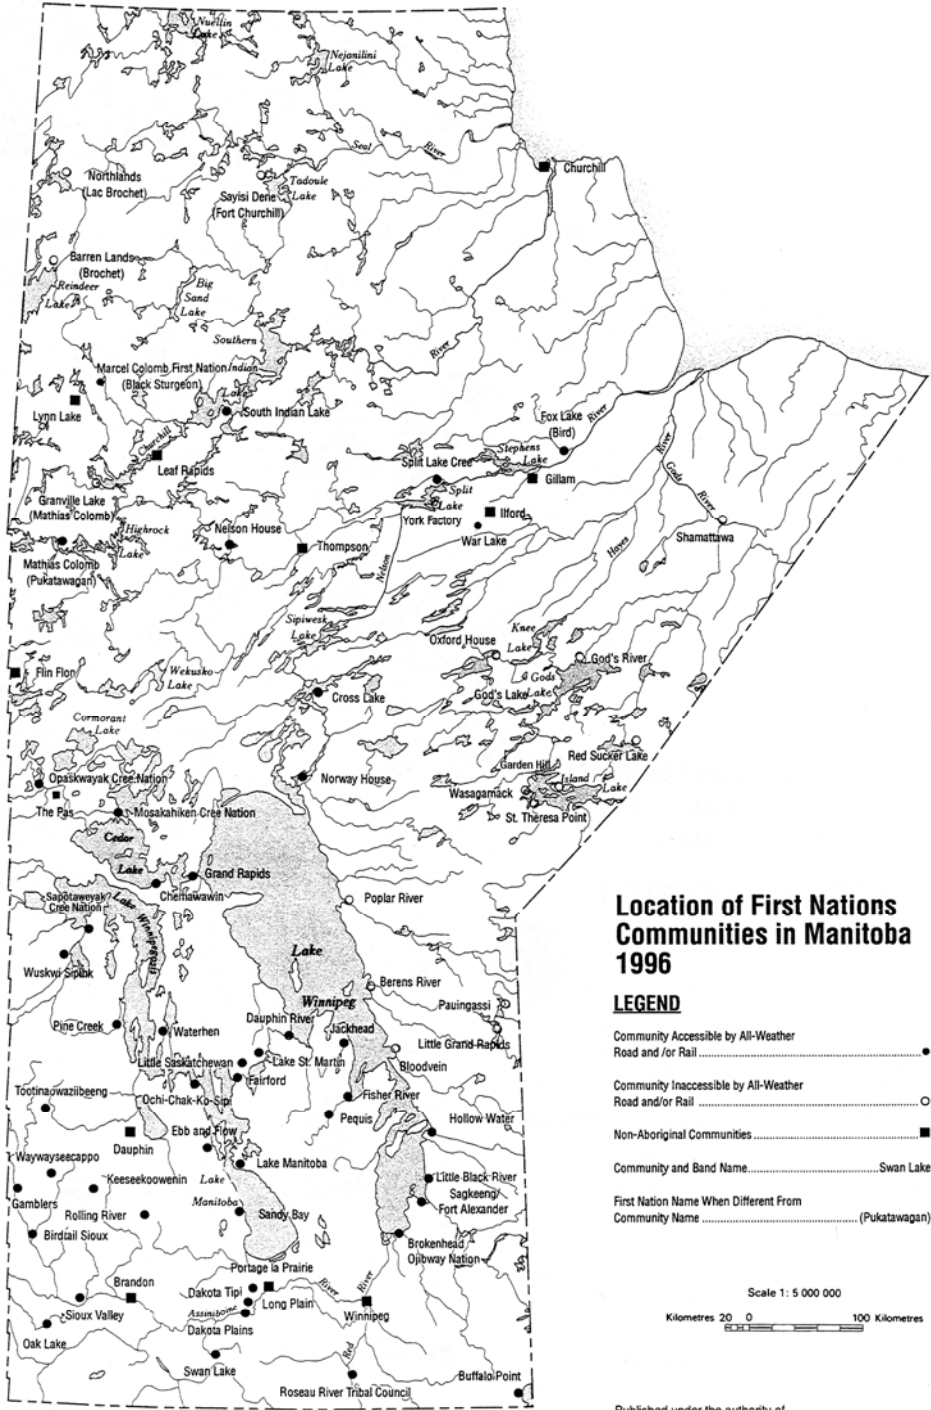 Nueltin
Lake
Nejanilini
Lake
Seal
River
Churchill
Northlands
(Lac Brochet)
Sayisi Dene
(Fort Churchill)
Tadoule
Lake
Barren Lands
(Brochet)
Reindeer
Lake
Big
Sand
Lake
Southern
Indian
Lake
River
Marcel Colomb First Nation
(Black Sturgeon)
Lynn Lake
South Indian Lake
Churchill
Leaf Rapids
Fox Lake
(Bird)
River
Stephens
Lake
Split Lake Cree
Gillam
Split
Lake
York Factory
Ilford
War Lake
River
Gods
River
Shamattawa
Hayes
Granville Lake
(Mathias Colomb)
Highrock
Lake
Nelson House
Thompson
Nelson
Mathias Colomb
(Pukatawagan)
Sipiwesk
Lake
Oxford House
Knee
Lake
God's River
Flin Flon
Wekusko
Lake
Gods
Lake
God's Lake
Cross Lake
Cormorant
Lake
Red Sucker Lake
Garden Hill
Island
Lake
Wasagamack
St. Theresa Point
Opaskwayak Cree Nation
The Pas
Mosakahiken Cree Nation
Norway House
Cedar
Lake
Grand Rapids
Chemawawin
Sapotaweyak
Cree Nation
Lake
Winnipegosis
Poplar River
Wuskwi Sipihk
Lake
Winnipeg
Berens River
Pauingassi
Pine Creek
Waterhen
Dauphin River
Jackhead
Little Grand Rapids
Little Saskatchewan
Lake St. Martin
Bloodvein
Fairford
Tootinaowaziibeeng
Ochi-Chak-Ko-Sipi
Fisher River
Pequis
Hollow Water
Ebb and Flow
Dauphin
Waywayseecappo
Lake Manitoba
Keeseekoowenin
Lake
Manitoba
Little Black River
Sagkeeng/
Fort Alexander
Gamblers
Rolling River
Sandy Bay
Birdtail Sioux
Brokenhead
Ojibway Nation
Portage la Prairie
Brandon
Dakota Tipi
Long Plain
River
River
Winnipeg
Sioux Valley
Assiniboine
Dakota Plains
Oak Lake
Swan Lake
Red
Roseau River Tribal Council
Buffalo Point
Location of First Nations
Communities in Manitoba
1996
LEGEND
Community Accessible by All-Weather
Road and /or Rail
Community Inaccessible by All-Weather
Road and/or Rail
Non-Aboriginal Communities
Community and Band Name Swan Lake
First Nation Name When Different From
Community Name (Pukatawagan)
Scale 1: 5 000 000
Kilometres 20 0 100 Kilometres
Published under the authority of